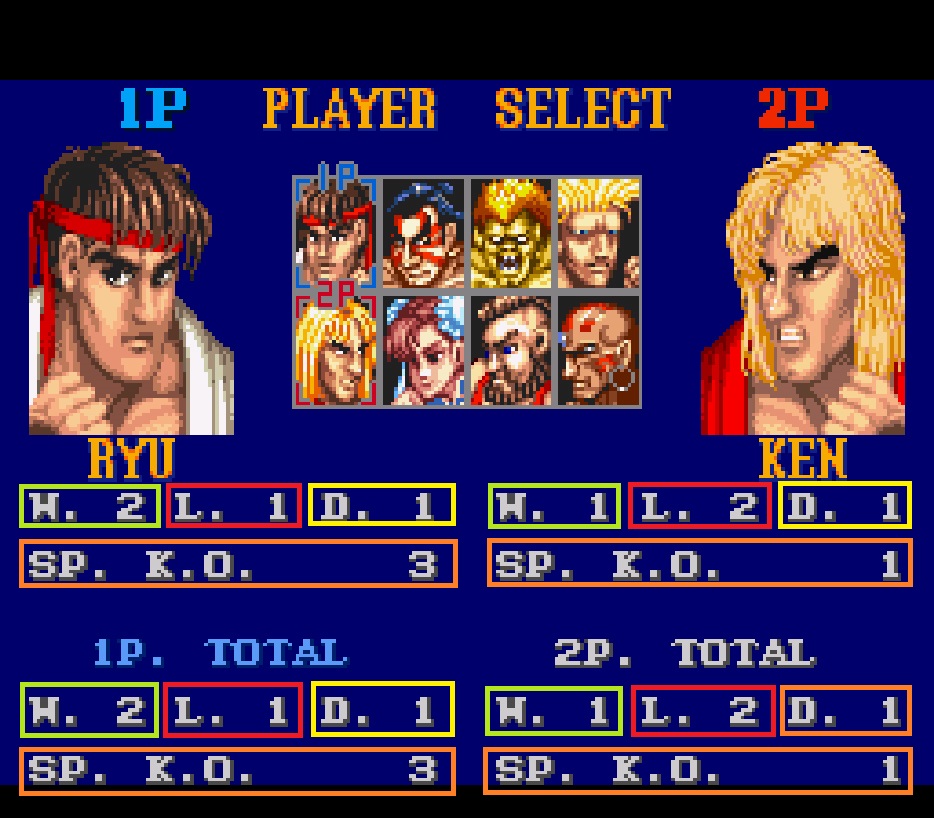 1P PLAYER SELECT 2P
1P
2P
RYU KEN
W. 2 L. 1 D. 1 W. 1 L. 2 D. 1
SP. K.O. 3 SP. K.O. 1
1P. TOTAL 2P. TOTAL
W. 2 L. 1 D. 1 W. 1 L. 2 D. 1
SP. K.O. 3 SP. K.O. 1